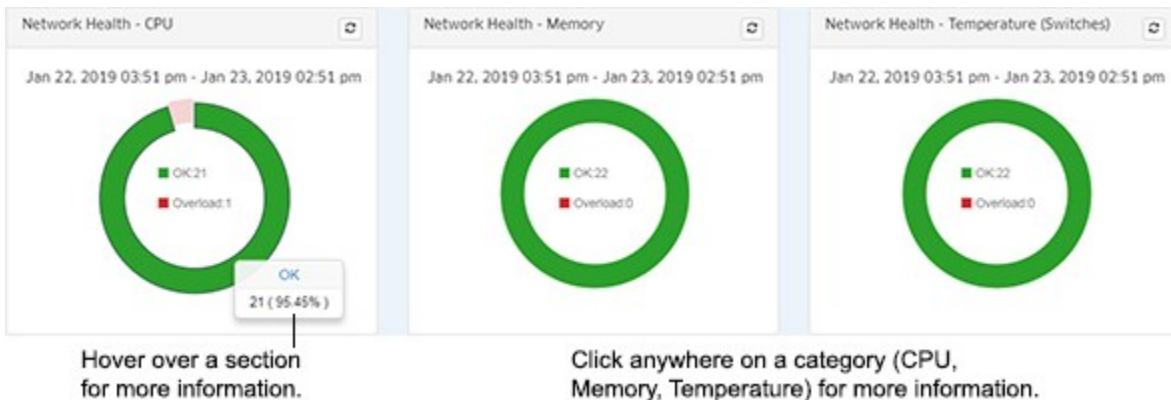 Network Health - CPU
Jan 22, 2019 03:51 pm - Jan 23, 2019 02:51 pm
OK:21
Overload:1
OK
21 ( 95.45% )
Hover over a section
for more information.
Network Health - Memory
Jan 22, 2019 03:51 pm - Jan 23, 2019 02:51 pm
OK:22
Overload:0
Network Health - Temperature (Switches)
Jan 22, 2019 03:51 pm - Jan 23, 2019 02:51 pm
OK:22
Overload:0
Click anywhere on a category (CPU,
Memory, Temperature) for more information.